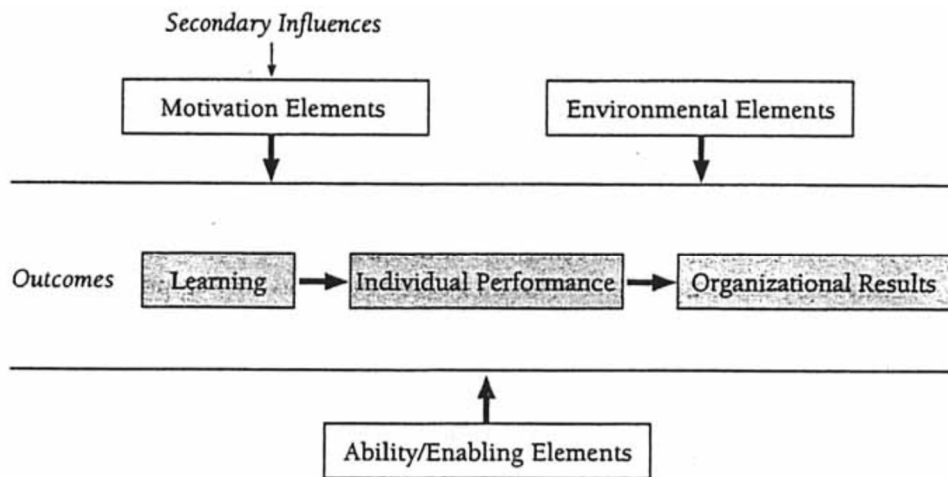 Secondary Influences
Motivation Elements
Environmental Elements
Outcomes
Learning
Individual Performance
Organizational Results
Ability/Enabling Elements